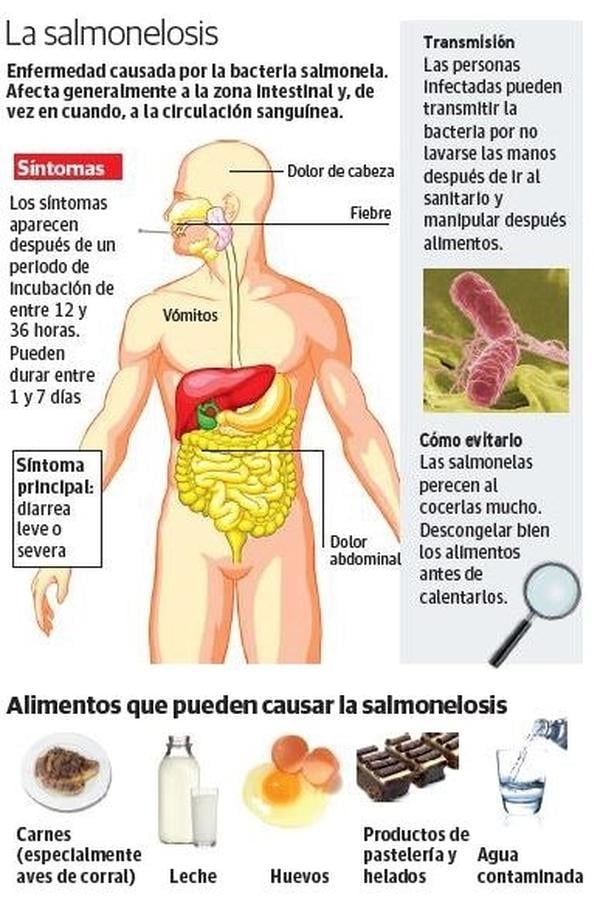 La salmonelosis
Enfermedad causada por la bacteria salmonela.
Afecta generalmente a la zona intestinal y, de
vez en cuando, a la circulación sanguínea.
Síntomas
Los síntomas
aparecen
después de un
periodo de
incubación de
entre 12 y
36 horas.
Pueden
durar entre
1 y 7 días
Síntoma
principal:
diarrea
leve o
severa
Dolor de cabeza
Fiebre
Vómitos
Dolor
abdominal
Transmisión
Las personas
infectadas pueden
transmitir la
bacteria por no
lavarse las manos
después de ir al
sanitario y
manipular después
alimentos.
Cómo evitarlo
Las salmonelas
perecen al
cocerlas mucho.
Descongelar bien
los alimentos
antes de
calentarlos.
Alimentos que pueden causar la salmonelosis
Carnes
(especialmente
aves de corral)
Leche
Huevos
Productos de
pastelería y
helados
Agua
contaminada